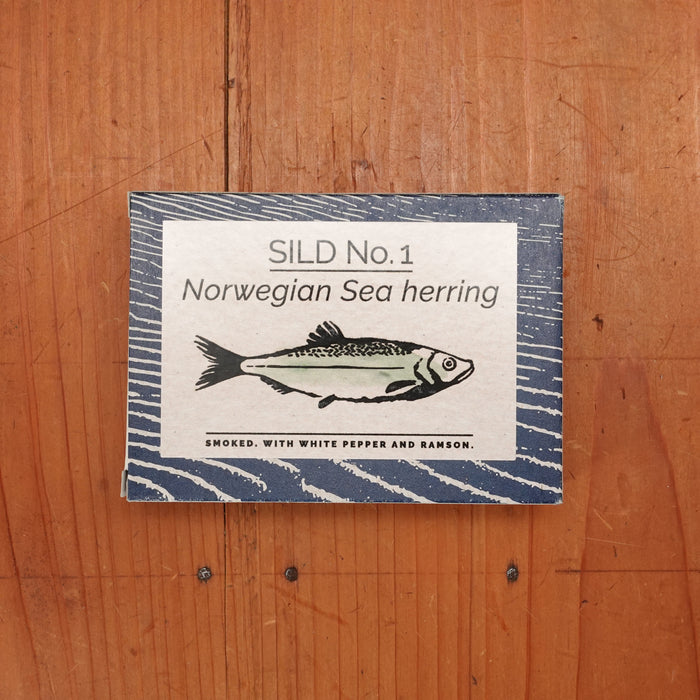 SILD No.1
Norwegian Sea herring
SMOKED. WITH WHITE PEPPER AND RAMSON.